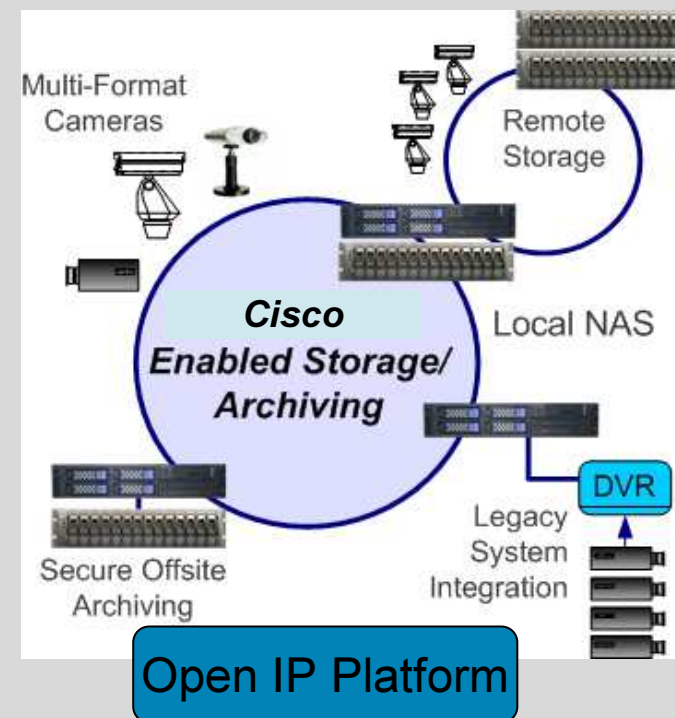 Multi-Format
Cameras
Remote
Storage
Cisco
Enabled Storage/
Archiving
Local NAS
DVR
Legacy
System
Integration
Secure Offsite
Archiving
Open IP Platform